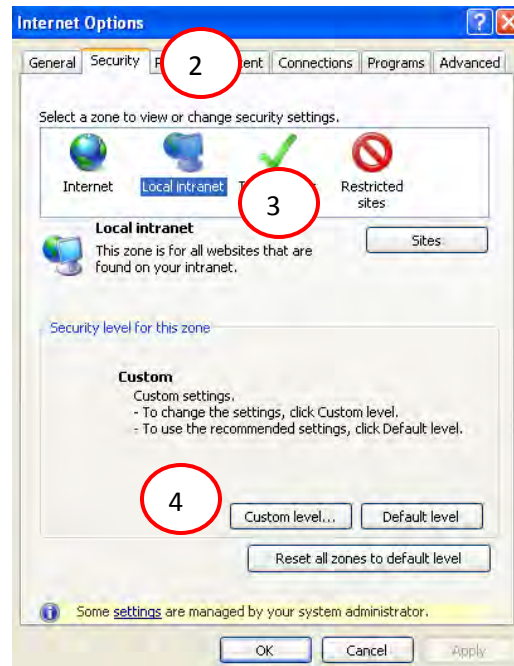 Internet Options
General Security 2 Connections Programs Advanced
Select a zone to view or change security settings.
Internet Local intranet Restricted
sites
3
Local intranet
This zone is for all websites that are
found on your intranet.
Sites
Security level for this zone
Custom
Custom settings.
- To change the settings, click Custom level.
- To use the recommended settings, click Default level.
4
Custom level... Default level
Reset all zones to default level
Some settings are managed by your system administrator.
OK Cancel Apply